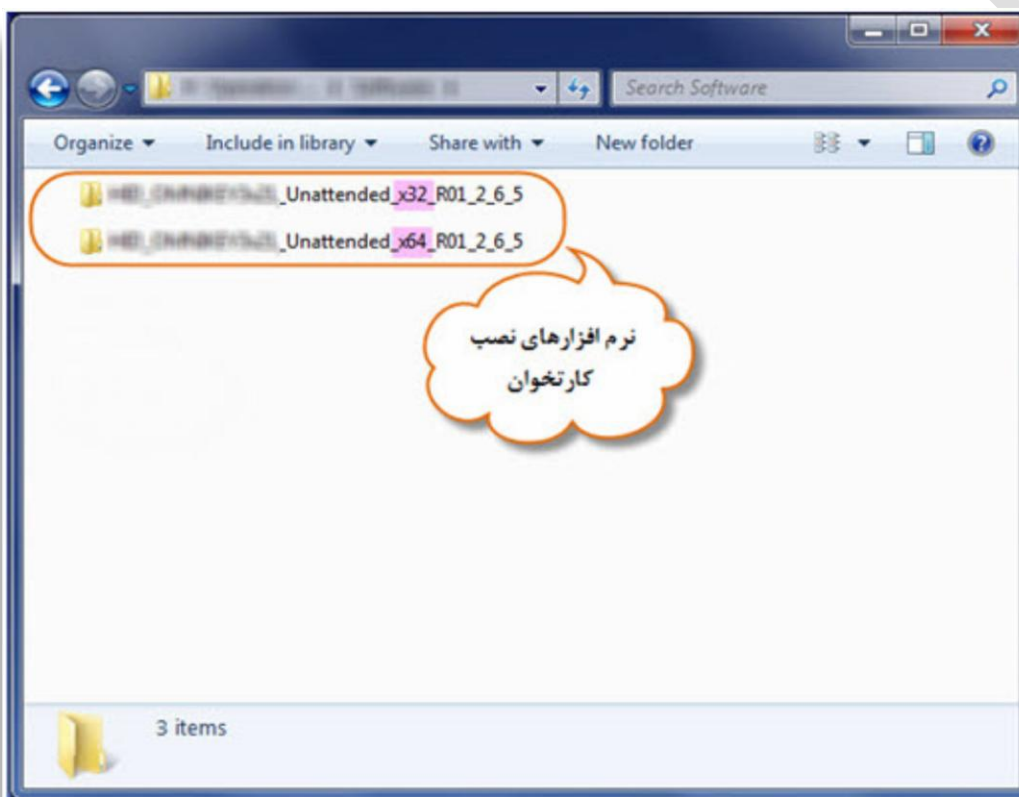 Search Software
Organize Include in library Share with New folder
_Unattended_x32_R01_2_6_5
_Unattended_x64_R01_2_6_5
نرم افزارهای نصب
کارتخوان
3 items